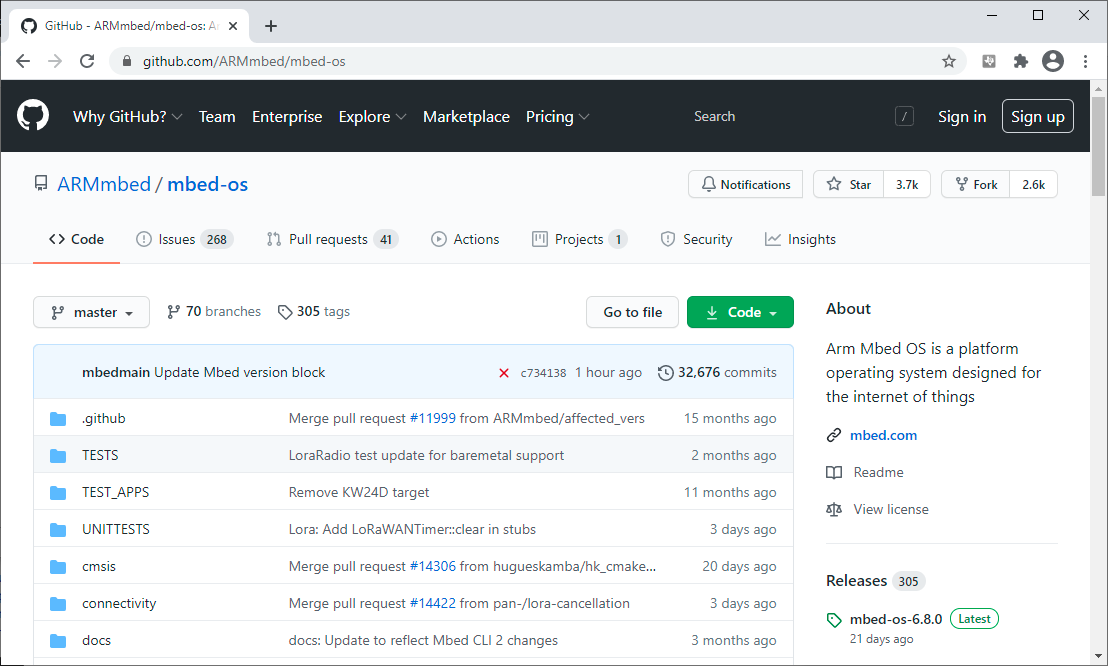 GitHub - ARMmbed/mbed-os: Ar
github.com/ARMmbed/mbed-os
Why GitHub? Team Enterprise Explore Marketplace Pricing Search / Sign in Sign up
ARMmbed / mbed-os Notifications Star 3.7k Fork 2.6k
Code Issues 268 Pull requests 41 Actions Projects 1 Security Insights
master 70 branches 305 tags Go to file Code
mbedmain Update Mbed version block c734138 1 hour ago 32,676 commits
.github Merge pull request #11999 from ARMmbed/affected_vers 15 months ago
TESTS LoraRadio test update for baremetal support 2 months ago
TEST_APPS Remove KW24D target 11 months ago
UNITTESTS Lora: Add LoRaWANTimer::clear in stubs 3 days ago
cmsis Merge pull request #14306 from hugueskamba/hk_cmake... 20 days ago
connectivity Merge pull request #14422 from pan-/lora-cancellation 3 days ago
docs docs: Update to reflect Mbed CLI 2 changes 3 months ago
About
Arm Mbed OS is a platform
operating system designed for
the internet of things
mbed.com
Readme
View license
Releases 305
mbed-os-6.8.0 Latest
21 days ago